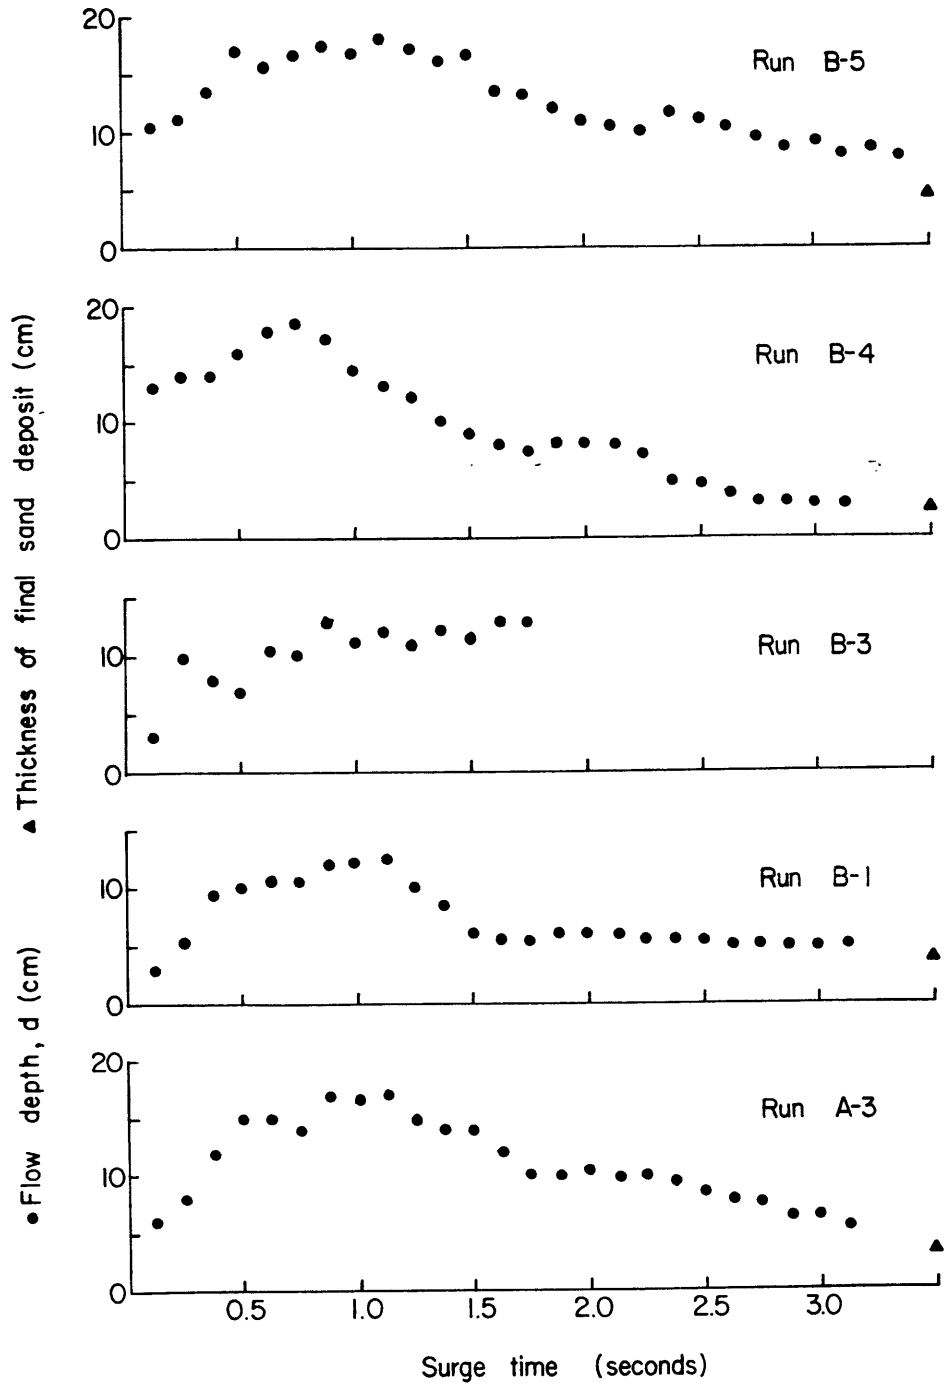 20
10
0
Run B-5
20
10
0
Run B-4
10
0
Run B-3
10
0
Run B-1
20
10
0
Run A-3
0.5 1.0 1.5 2.0 2.5 3.0
Surge time (seconds)
●Flow depth, d (cm)
▲Thickness of final sand deposit (cm)